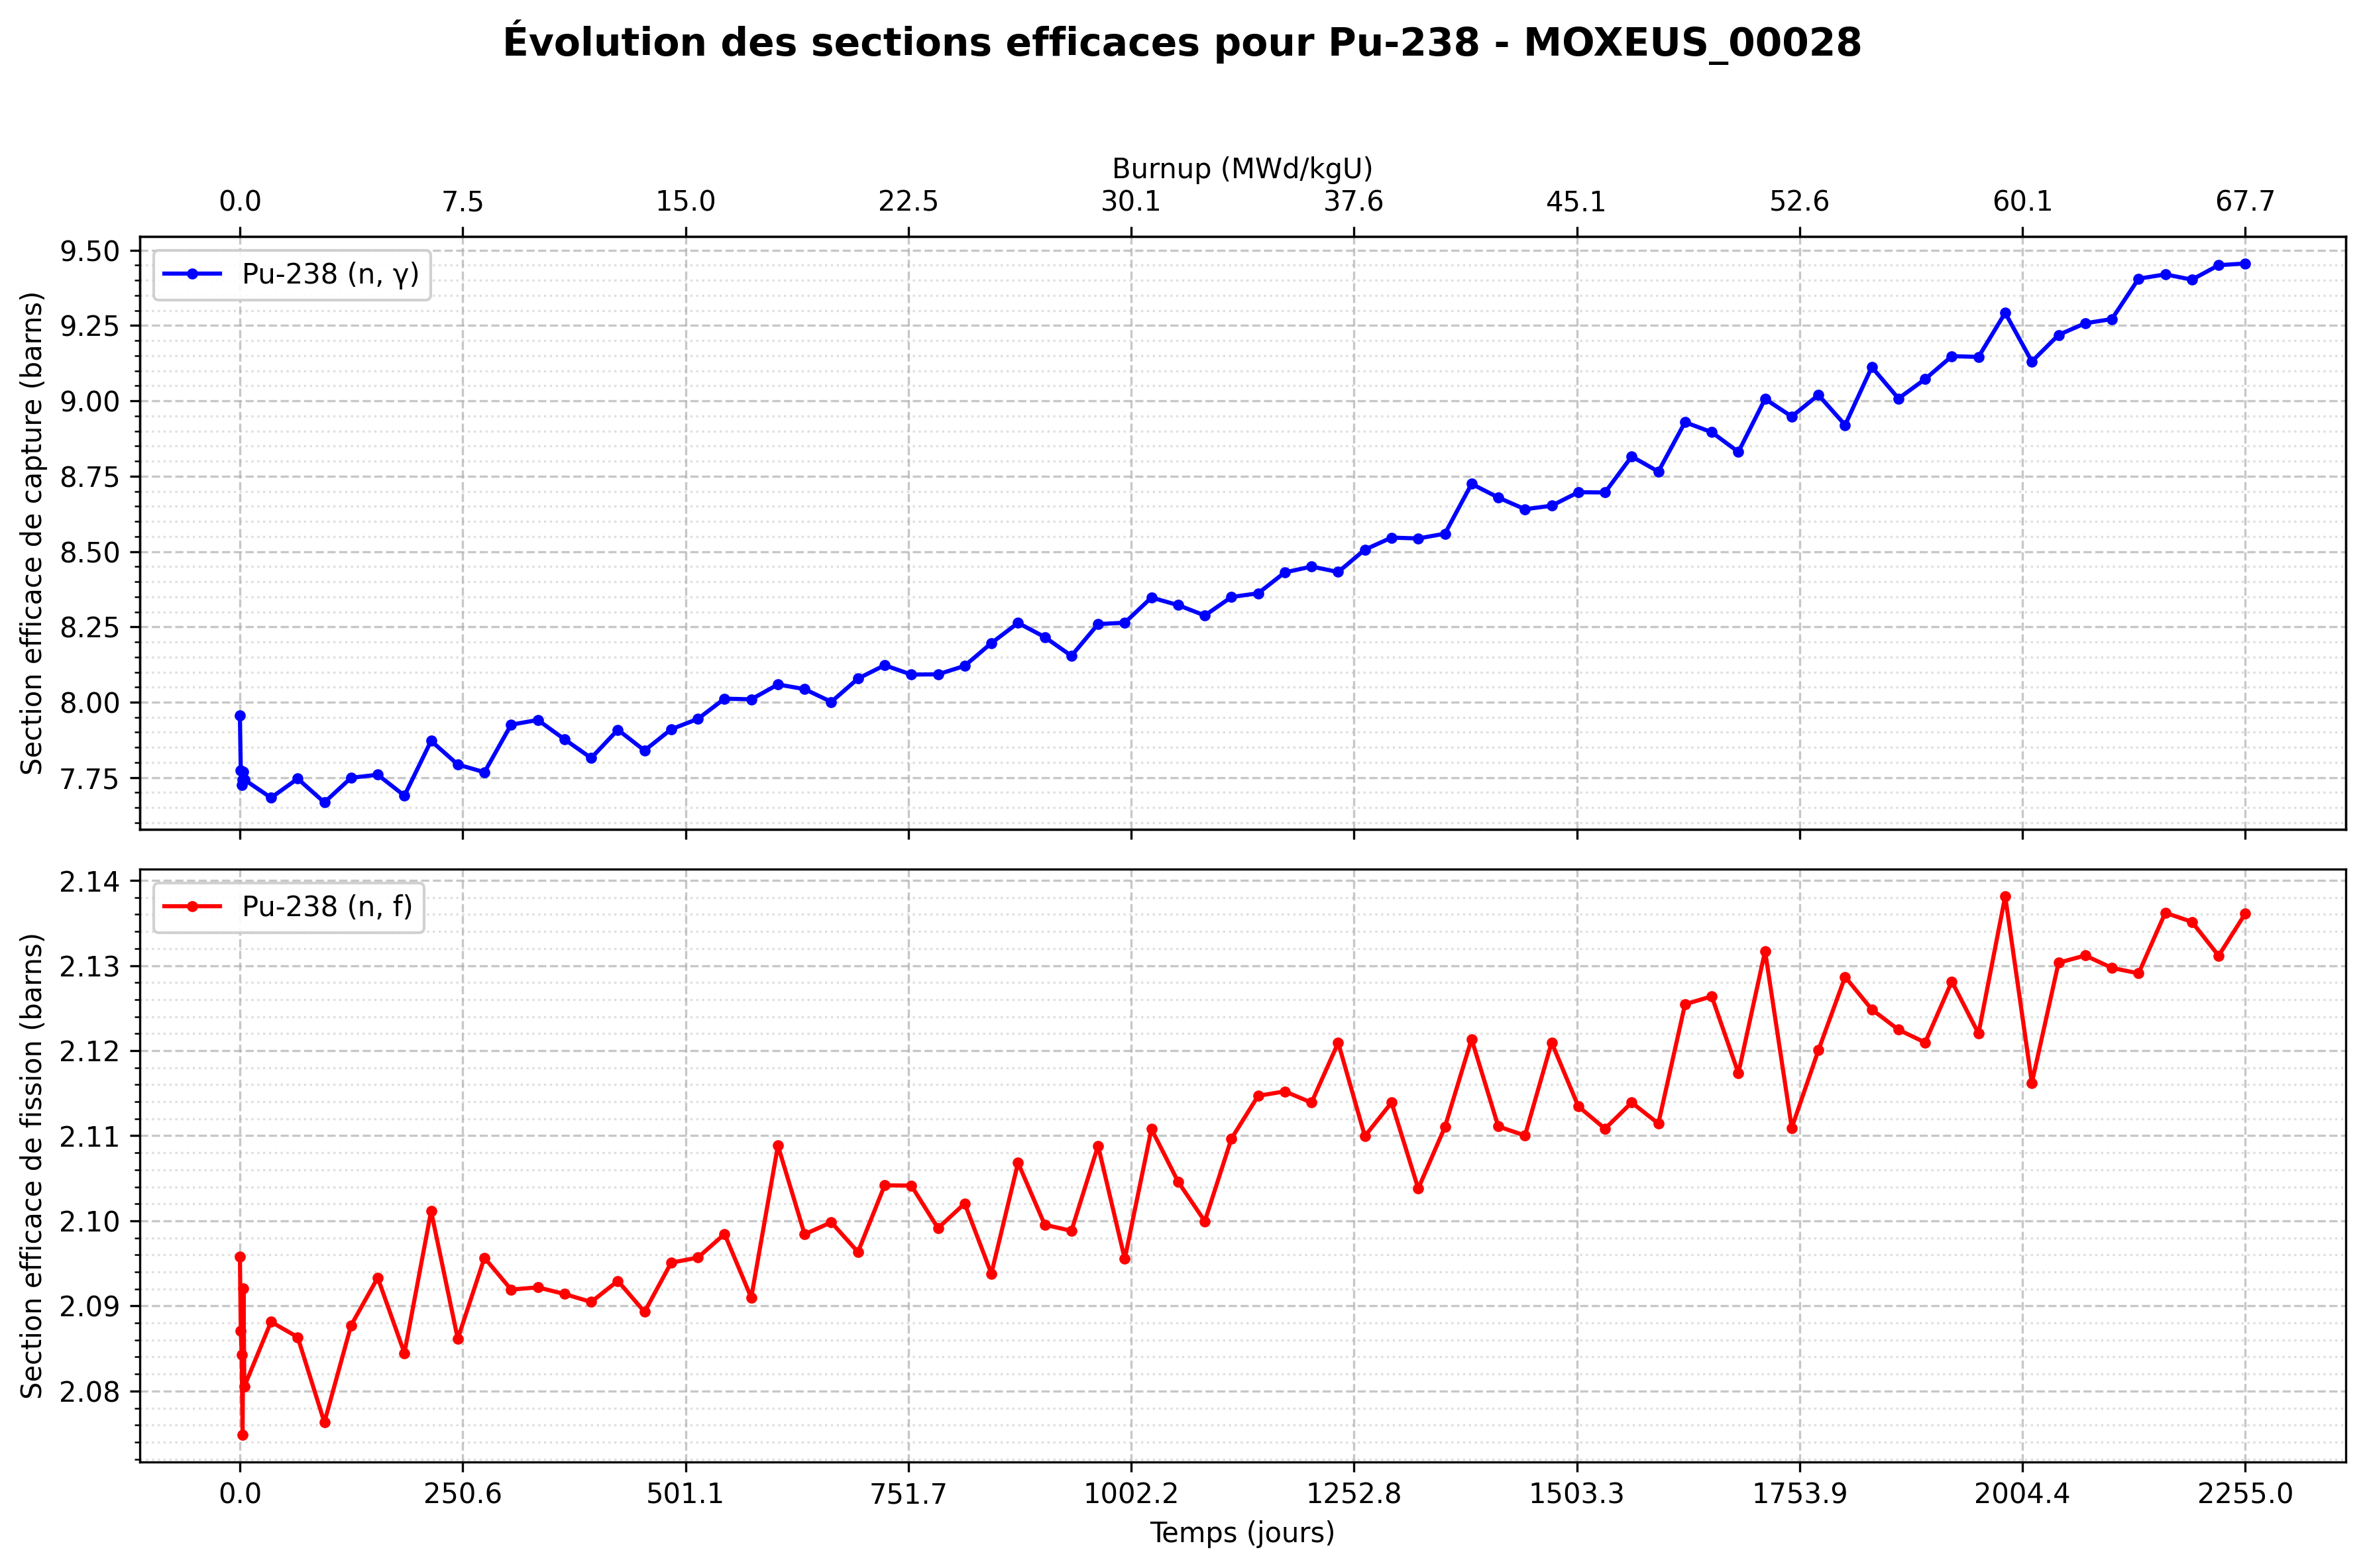 Évolution des sections efficaces pour Pu-238 - MOXEUS_00028
Burnup (MWd/kgU)
0.0 7.5 15.0 22.5 30.1 37.6 45.1 52.6 60.1 67.7
9.50
9.25
9.00
8.75
8.50
8.25
8.00
7.75
Section efficace de capture (barns)
Pu-238 (n, γ)
2.14
2.13
2.12
2.11
2.10
2.09
2.08
Section efficace de fission (barns)
Pu-238 (n, f)
0.0 250.6 501.1 751.7 1002.2 1252.8 1503.3 1753.9 2004.4 2255.0
Temps (jours)